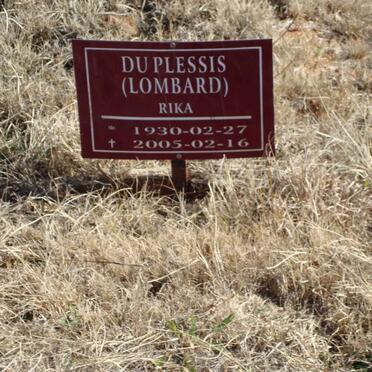 DU PLESSIS
(LOMBARD)
RIKA
* 1930-02-27
† 2005-02-16